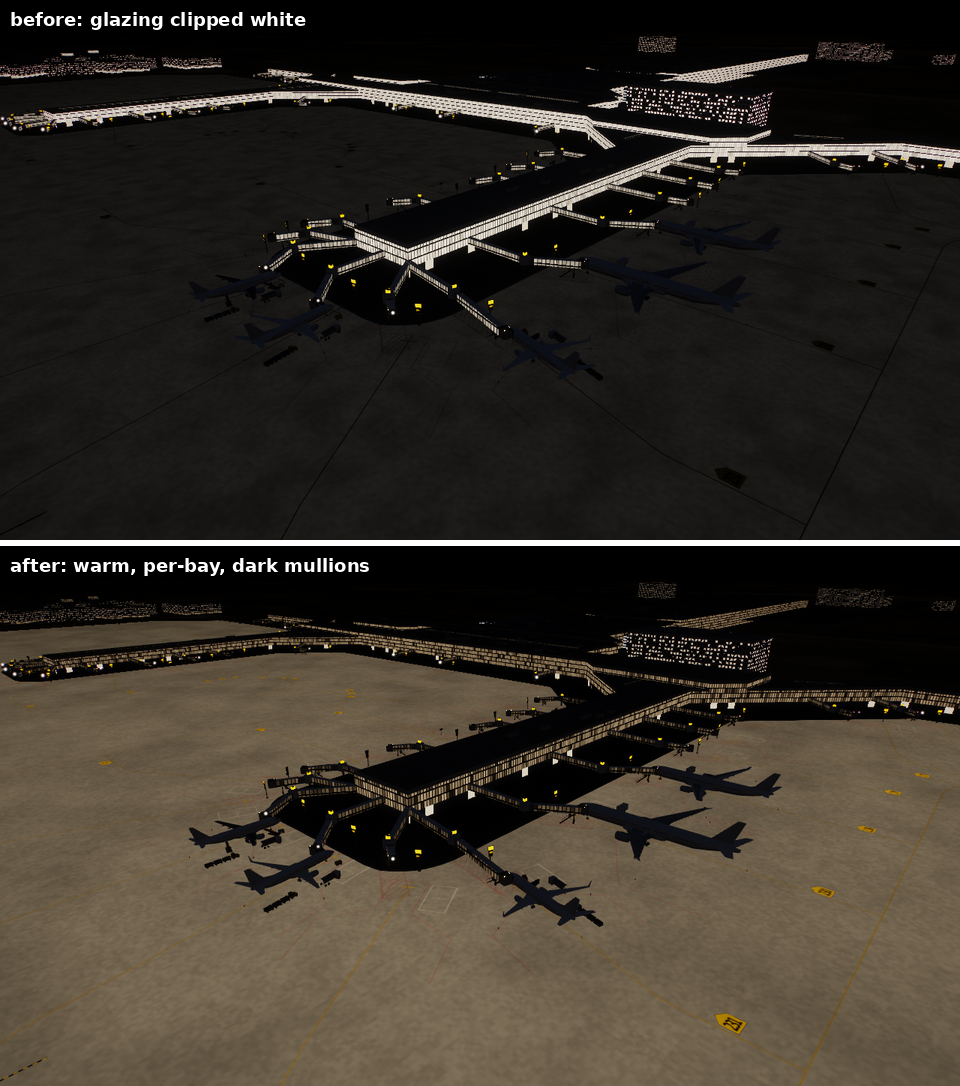 before: glazing clipped white
after: warm, per-bay, dark mullions